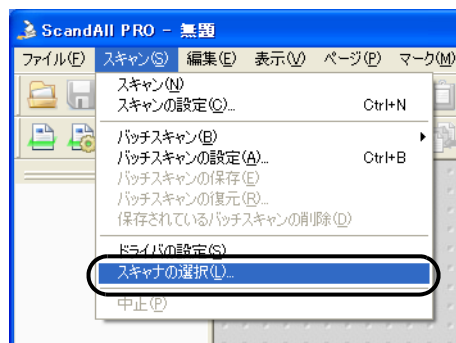 ScandAll PRO - 無題
ファイル(F) スキャン(S) 編集(E) 表示(V) ページ(P) マーク(M)
スキャン(N)
スキャンの設定(C)... Ctrl+N
バッチスキャン(B)
バッチスキャンの設定(A)... Ctrl+B
バッチスキャンの保存(E)
バッチスキャンの復元(R)...
保存されているバッチスキャンの削除(D)
ドライバの設定(S)
スキャナの選択(L)...
中止(P)